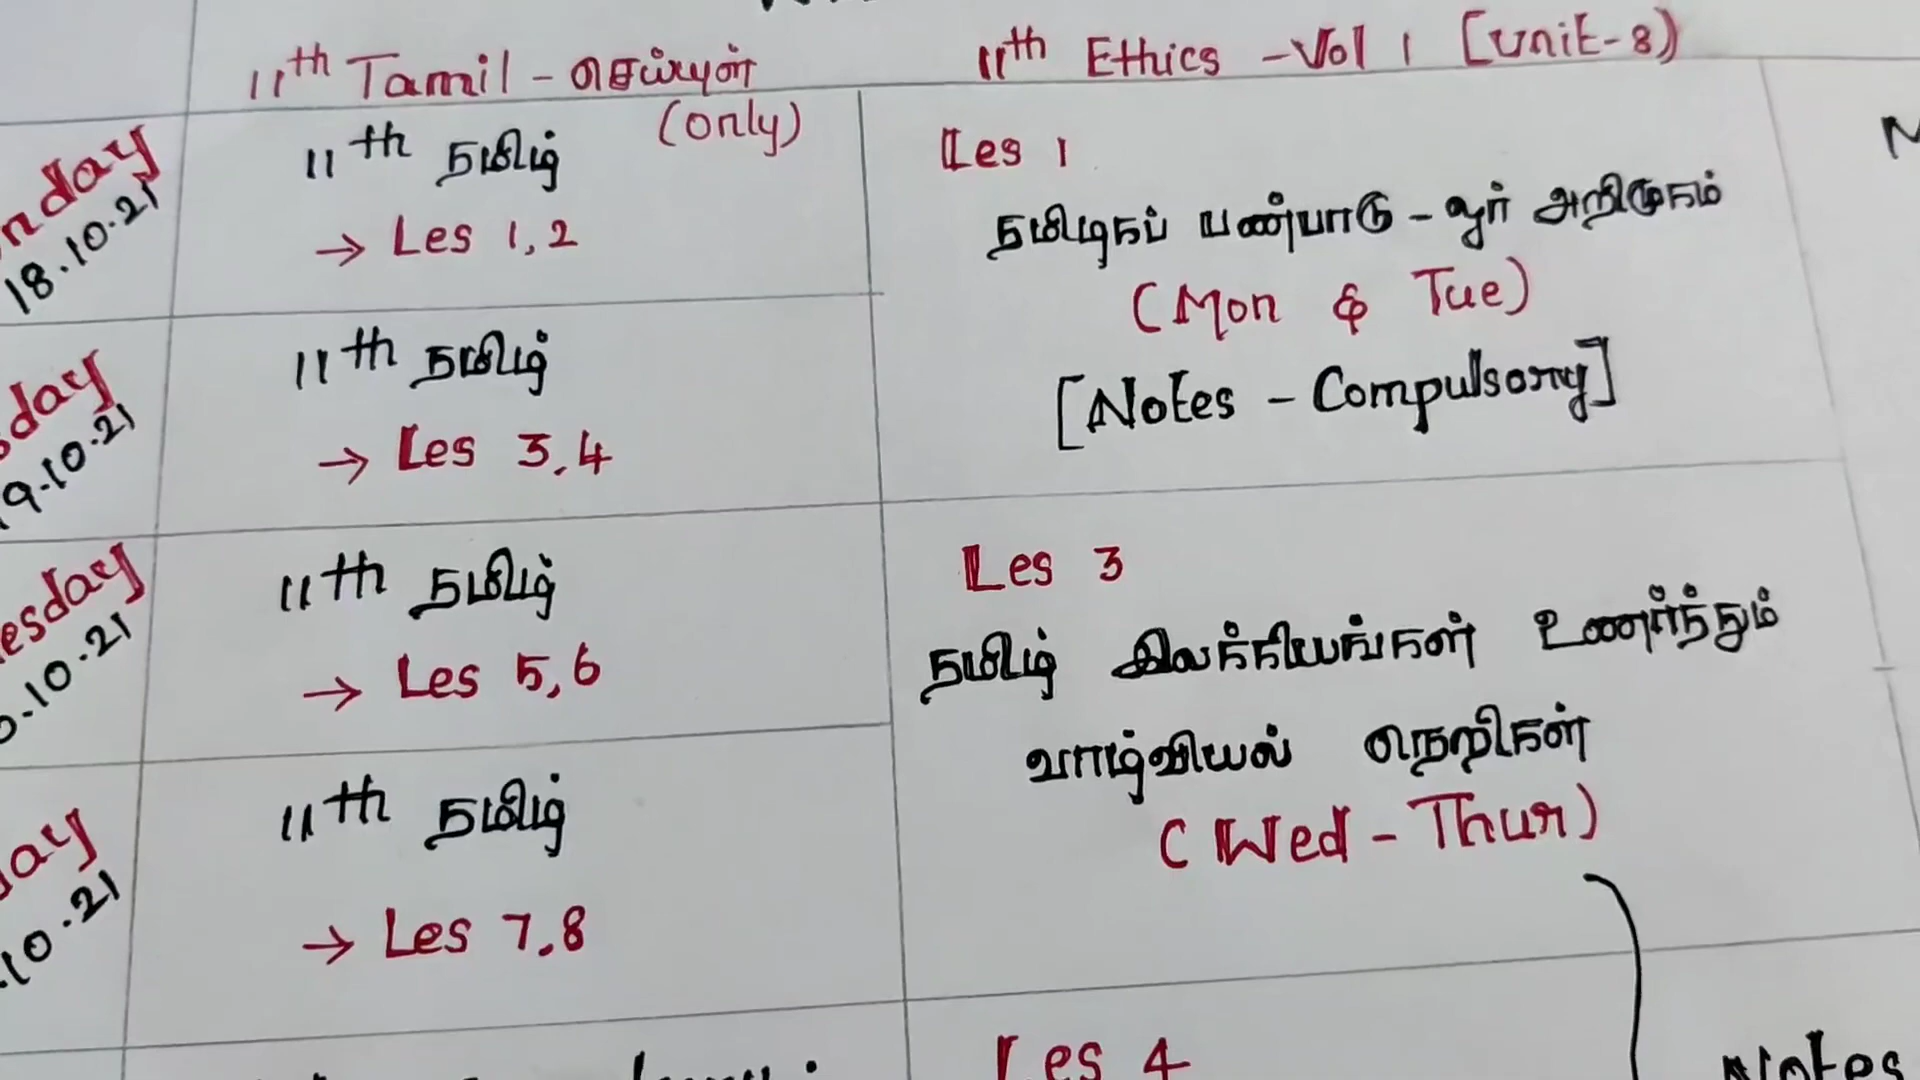 11th Tamil - செய்யுள் (only)
11th Ethics - Vol 1 [Unit-8)
18.10.21
11th தமிழ்
→ Les 1,2
Les 1
தமிழகப் பண்பாடு - ஓர் அறிமுகம்
(Mon & Tue)
[Notes - Compulsory]
11th தமிழ்
→ Les 3,4
11th தமிழ்
→ Les 5,6
Les 3
தமிழ் இலக்கியங்கள் உணர்த்தும்
வாழ்வியல் நெறிகள்
(Wed - Thur)
11th தமிழ்
→ Les 7,8
Les 4
Notes